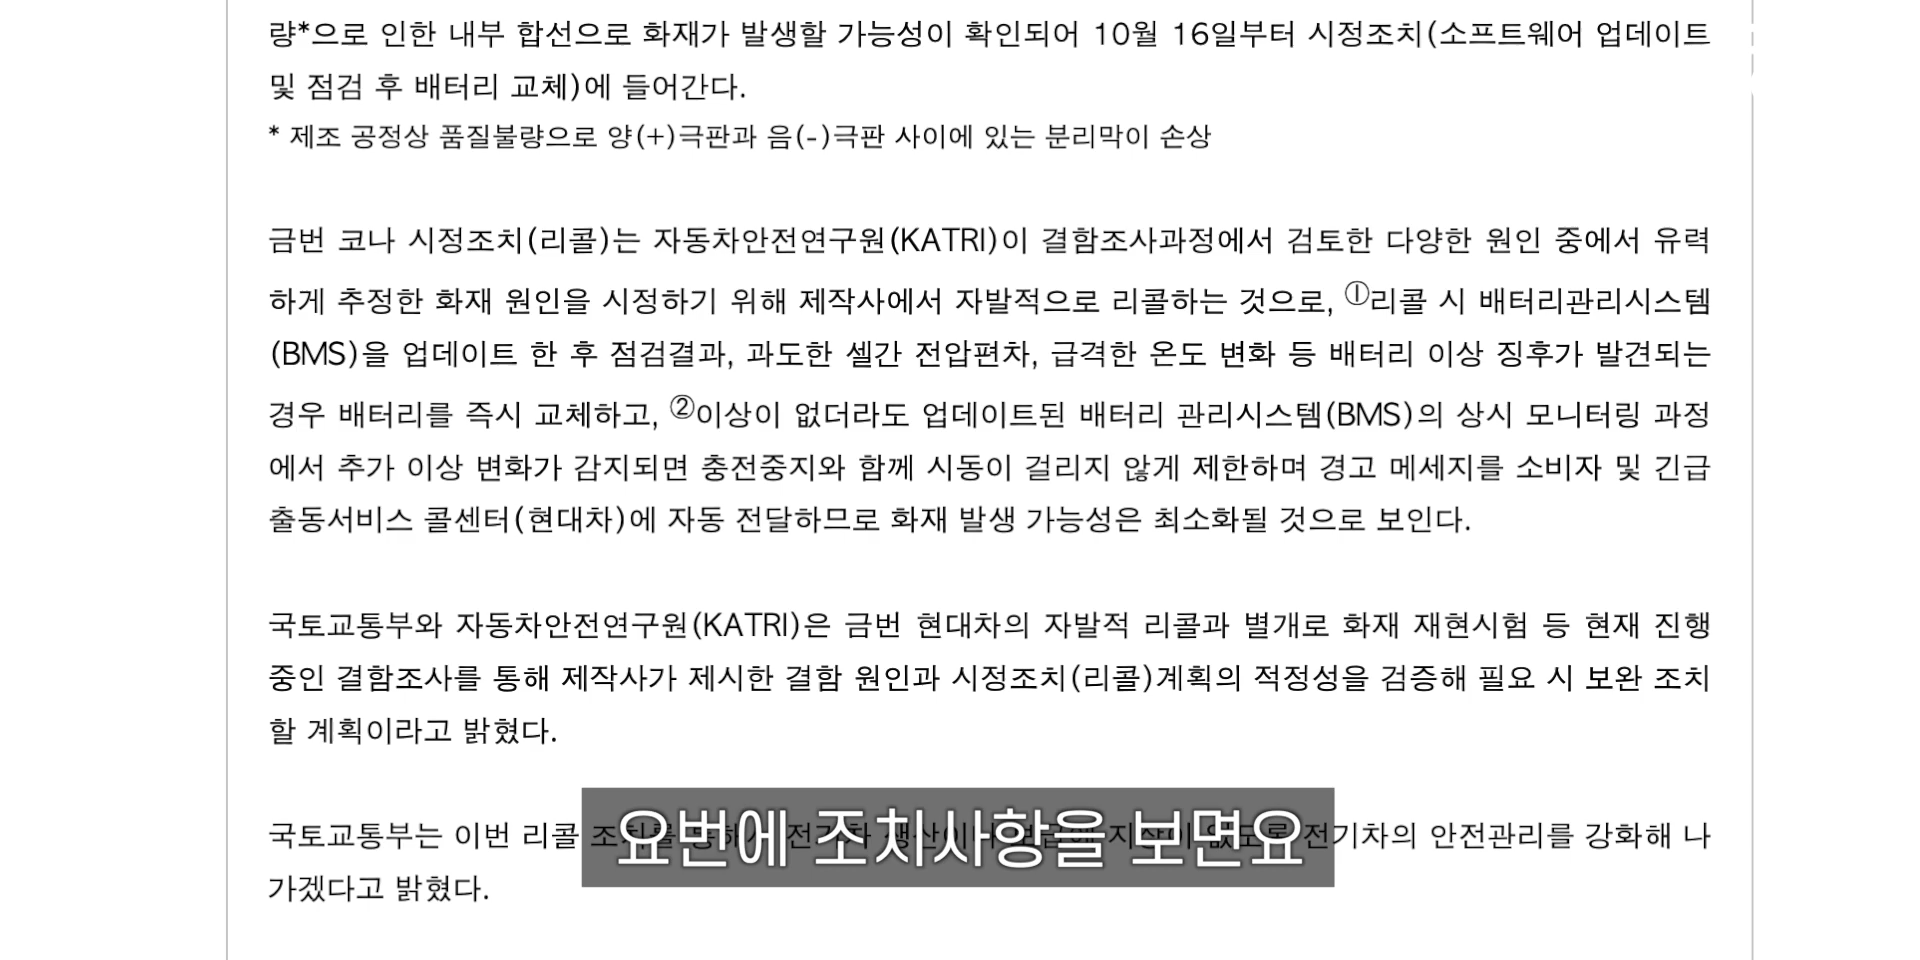 량*으로 인한 내부 합선으로 화재가 발생할 가능성이 확인되어 10월 16일부터 시정조치(소프트웨어 업데이트
및 점검 후 배터리 교체)에 들어간다.
* 제조 공정상 품질불량으로 양(+)극판과 음(-)극판 사이에 있는 분리막이 손상
금번 코나 시정조치(리콜)는 자동차안전연구원(KATRI)이 결함조사과정에서 검토한 다양한 원인 중에서 유력
하게 추정한 화재 원인을 시정하기 위해 제작사에서 자발적으로 리콜하는 것으로, ①리콜 시 배터리관리시스템
(BMS)을 업데이트 한 후 점검결과, 과도한 셀간 전압편차, 급격한 온도 변화 등 배터리 이상 징후가 발견되는
경우 배터리를 즉시 교체하고, ②이상이 없더라도 업데이트된 배터리 관리시스템(BMS)의 상시 모니터링 과정
에서 추가 이상 변화가 감지되면 충전중지와 함께 시동이 걸리지 않게 제한하며 경고 메세지를 소비자 및 긴급
출동서비스 콜센터(현대차)에 자동 전달하므로 화재 발생 가능성은 최소화될 것으로 보인다.
국토교통부와 자동차안전연구원(KATRI)은 금번 현대차의 자발적 리콜과 별개로 화재 재현시험 등 현재 진행
중인 결함조사를 통해 제작사가 제시한 결함 원인과 시정조치(리콜)계획의 적정성을 검증해 필요 시 보완 조치
할 계획이라고 밝혔다.
국토교통부는 이번 리콜 전기차의 안전관리를 강화해 나
가겠다고 밝혔다.
요번에 조치사항을 보면요